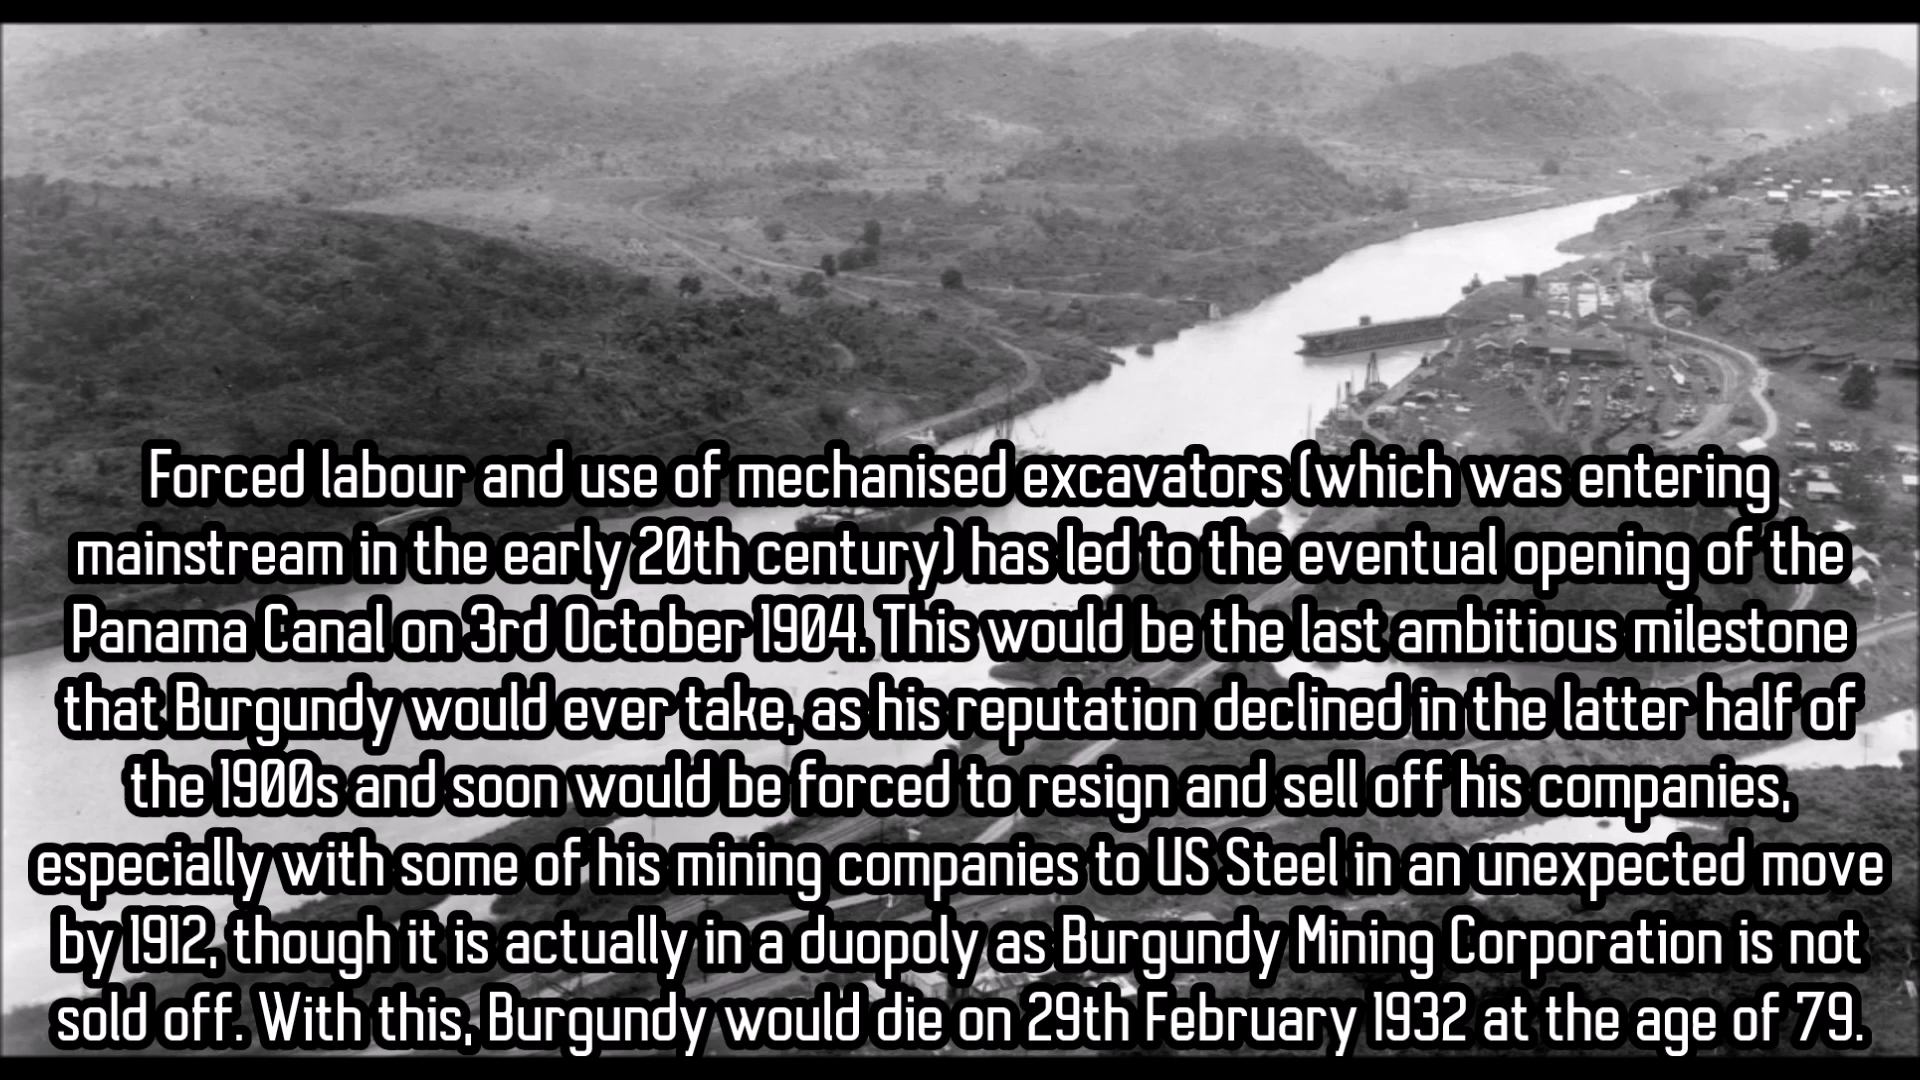 Forced labour and use of mechanised excavators (which was entering
mainstream in the early 20th century) has led to the eventual opening of the
Panama Canal on 3rd October 1904. This would be the last ambitious milestone
that Burgundy would ever take, as his reputation declined in the latter half of
the 1900s and soon would be forced to resign and sell off his companies,
especially with some of his mining companies to US Steel in an unexpected move
by 1912, though it is actually in a duopoly as Burgundy Mining Corporation is not
sold off. With this, Burgundy would die on 29th February 1932 at the age of 79.